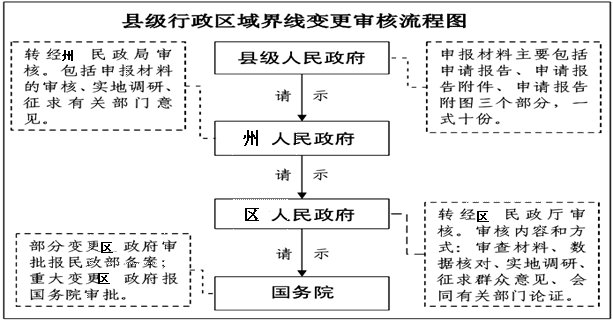 县级行政区域界线变更审核流程图
转经州 民政局审
核。包括申报材料
的审核、实地调研、
征求有关部门意
见。
县级人民政府
申报材料主要包括
申请报告、申请报
告附件、申请报告
附图三个部分，一
式十份。
请 示
州 人民政府
请 示
区 人民政府
转经区 民政厅审
核。审核内容和方
式：审查材料、数
据核对、实地调研、
征求群众意见、会
同有关部门论证。
部分变更区 政府审
批报民政部备案；
重大变更区 政府报
国务院审批。
请 示
国务院